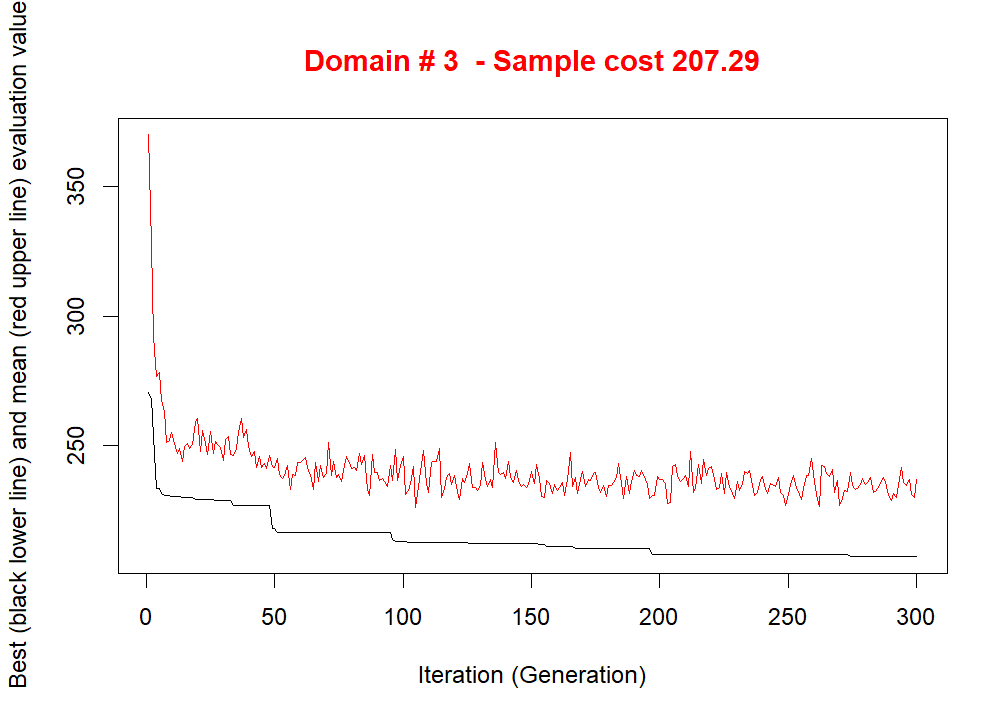 Domain # 3  - Sample cost 207.29
Best (black lower line) and mean (red upper line) evaluation value
350
300
250
0 50 100 150 200 250 300
Iteration (Generation)